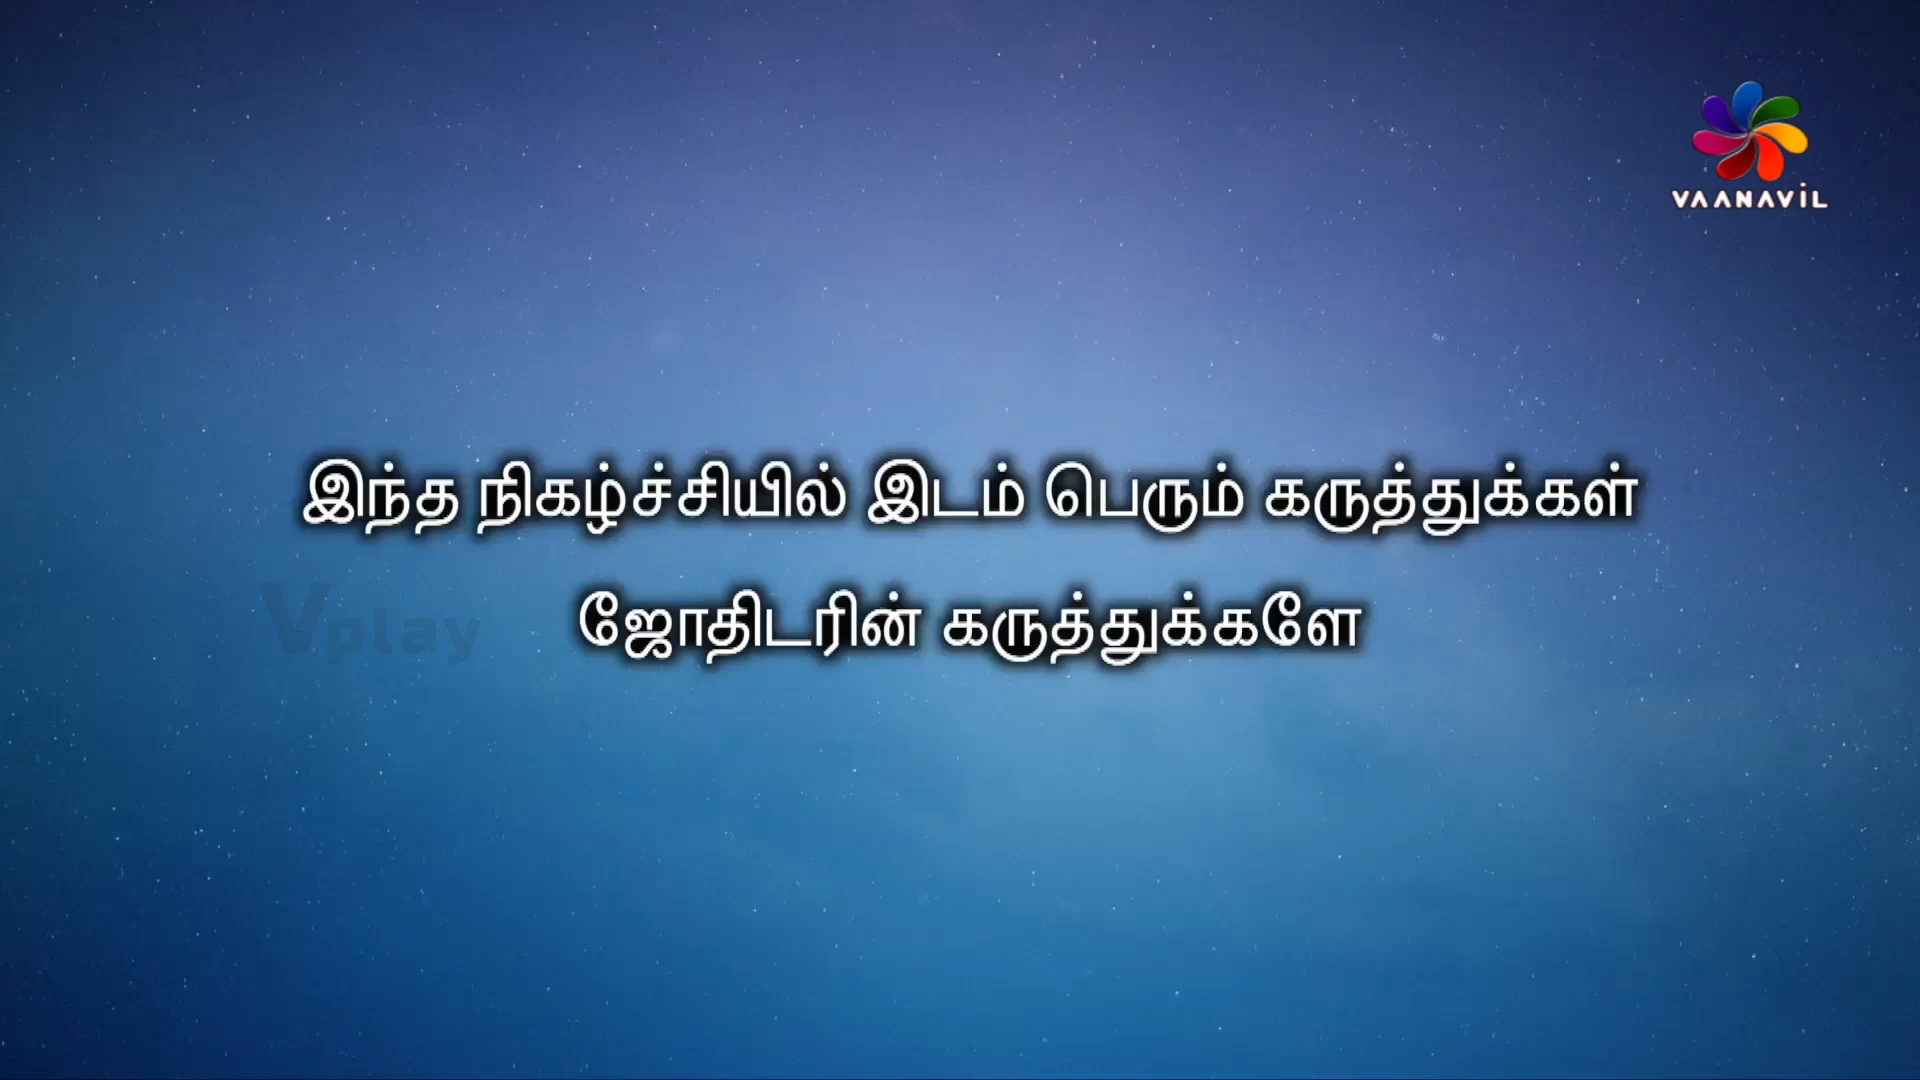 VAANAVIL
இந்த நிகழ்ச்சியில் இடம் பெரும் கருத்துக்கள்
Vplay
ஜோதிடரின் கருத்துக்களே